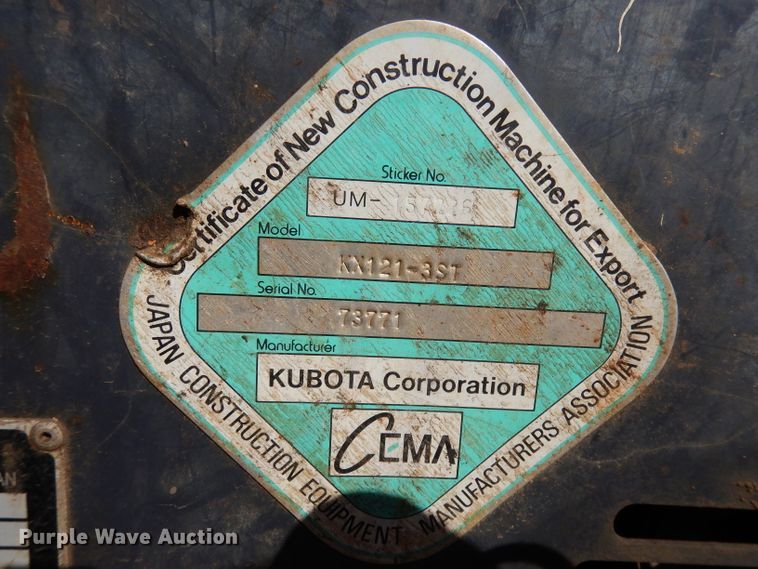 Certificate of New Construction Machine for Export
Sticker No.
UM-
Model
KX121-3ST
Serial No.
73771
Manufacturer
KUBOTA Corporation
CEMA
JAPAN CONSTRUCTION EQUIPMENT MANUFACTURERS ASSOCIATION
AN
Purple Wave Auction